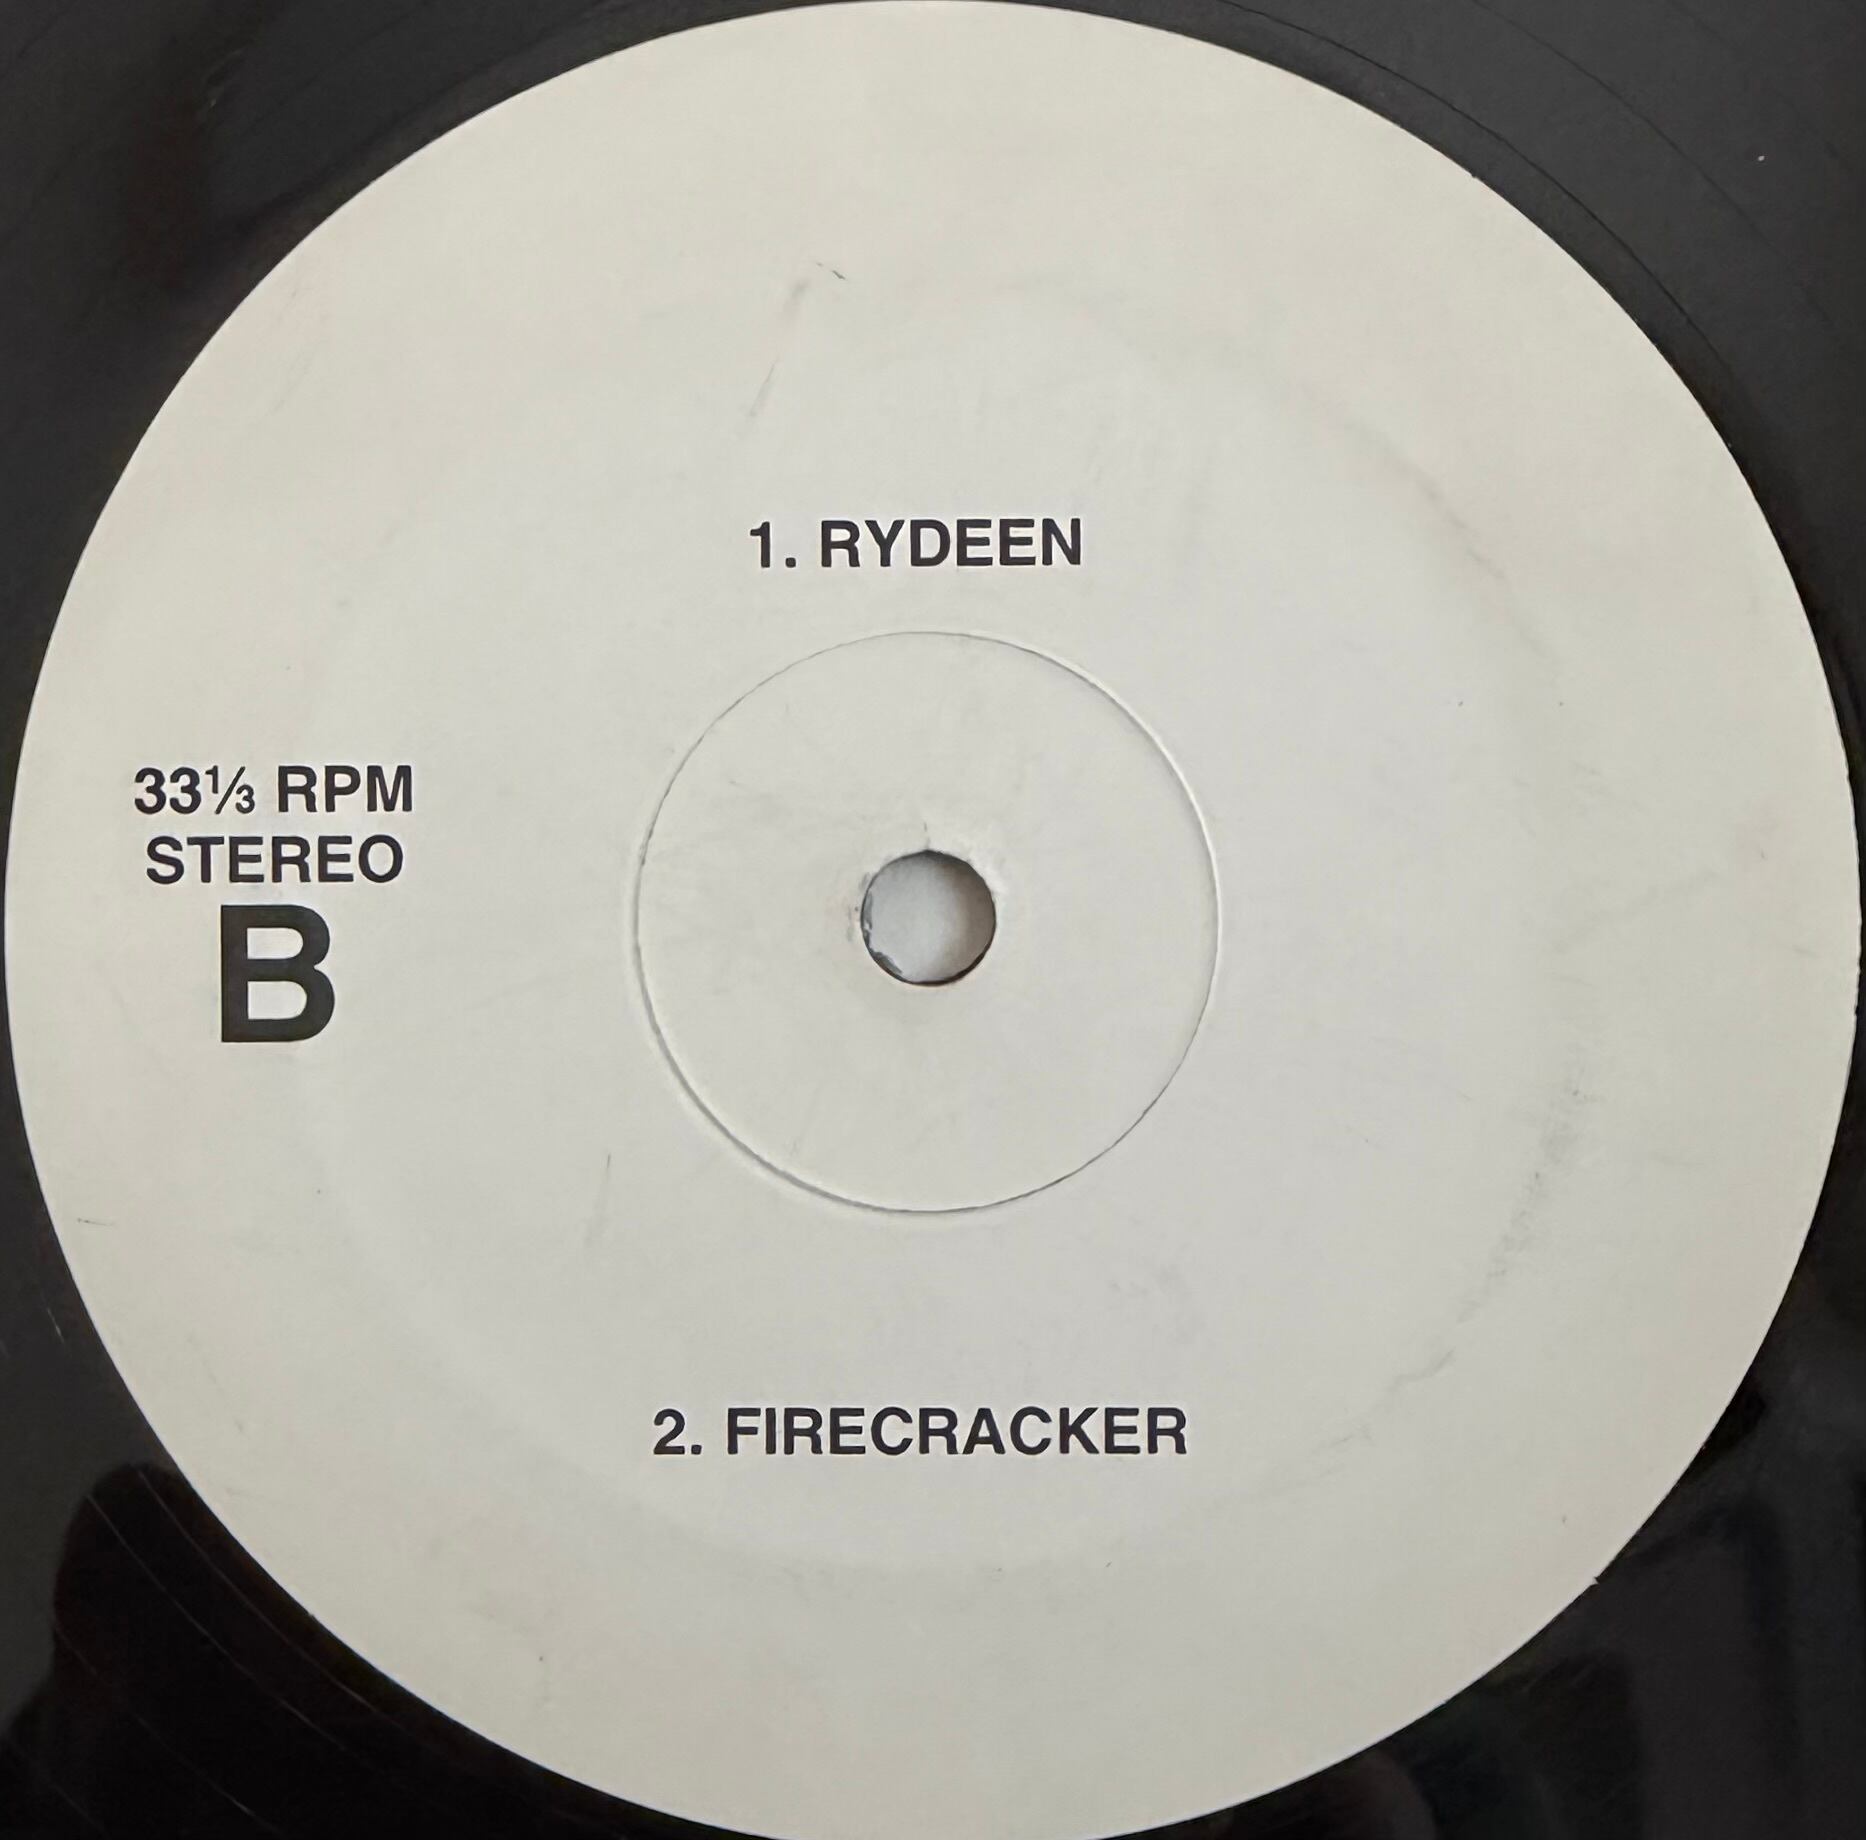 1. RYDEEN
33⅓ RPM
STEREO
B
2. FIRECRACKER